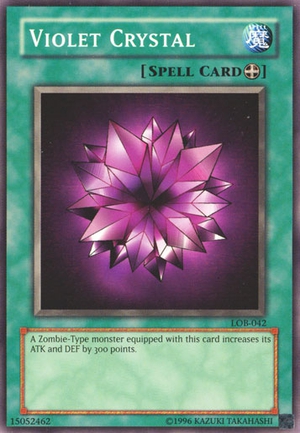 VIOLET CRYSTAL
[SPELL CARD]
LOB-042
A Zombie-Type monster equipped with this card increases its
ATK and DEF by 300 points.
15052462
©1996 KAZUKI TAKAHASHI